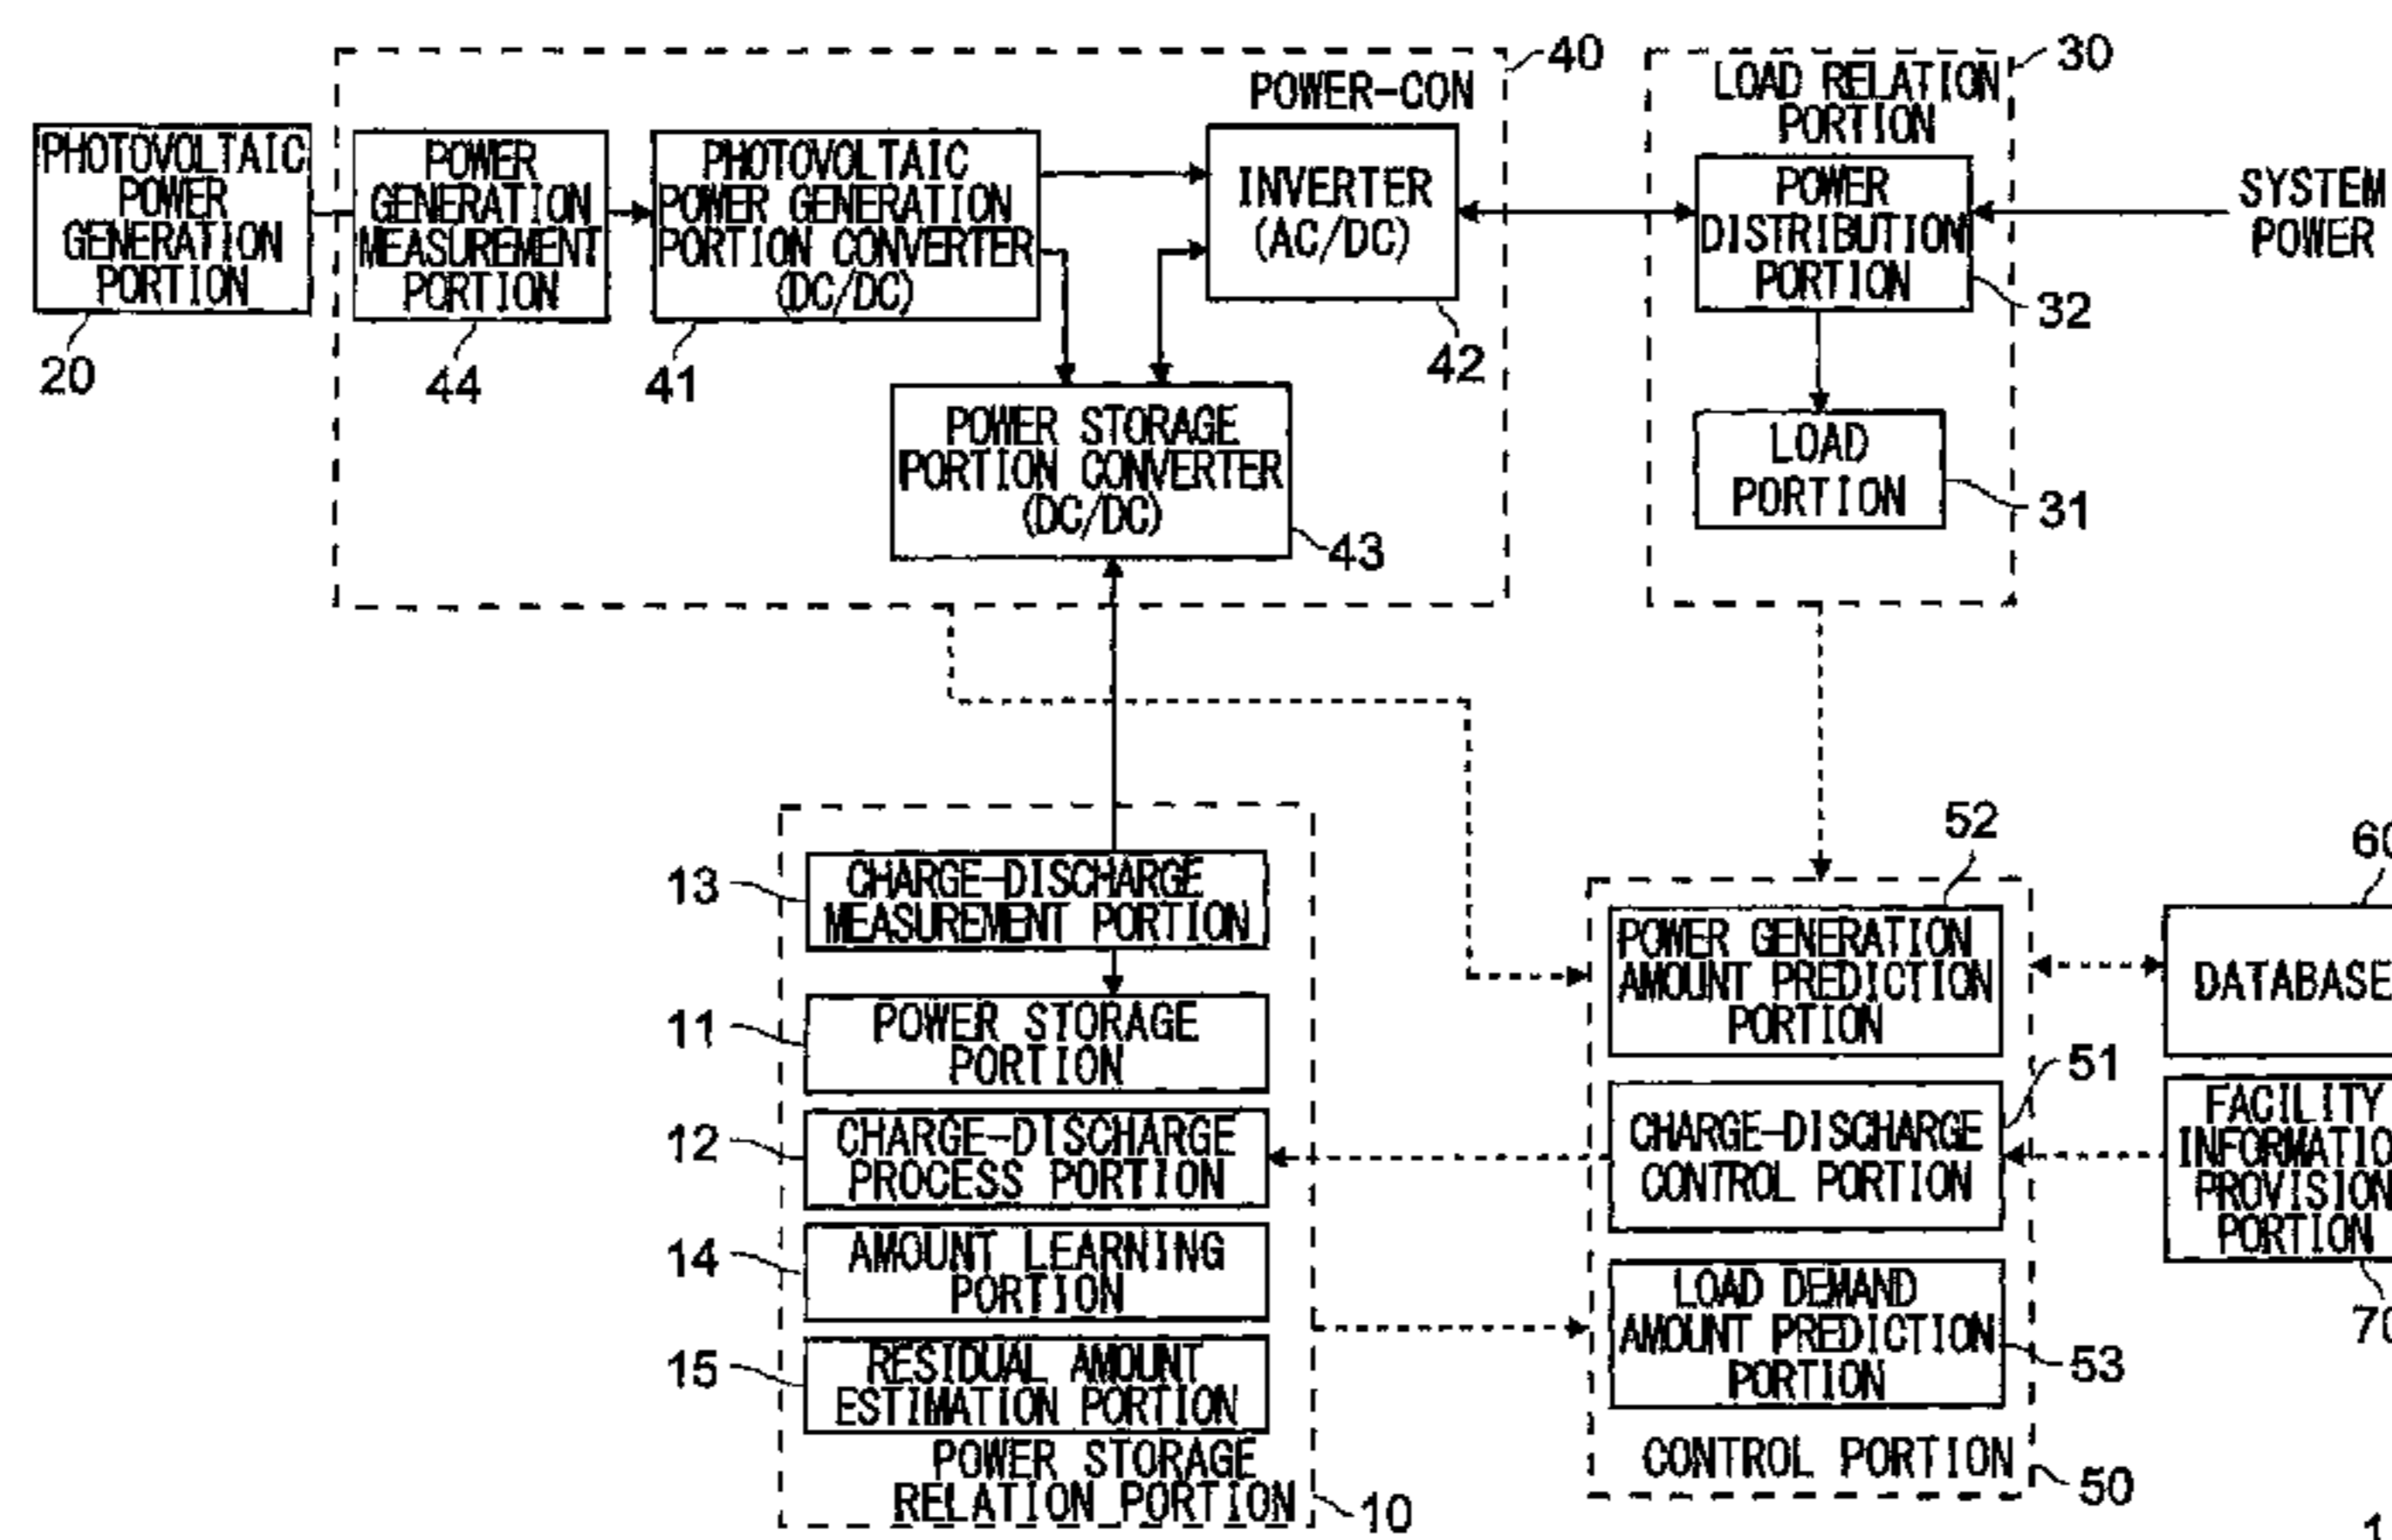 40
POWER-CON
30
LOAD RELATION
PORTION
PHOTOVOLTAIC
POWER
GENERATION
PORTION
20
POWER
GENERATION
MEASUREMENT
PORTION
44
PHOTOVOLTAIC
POWER GENERATION
PORTION CONVERTER
(DC/DC)
41
INVERTER
(AC/DC)
42
POWER
DISTRIBUTION
PORTION
32
SYSTEM
POWER
POWER STORAGE
PORTION CONVERTER
(DC/DC)
43
LOAD
PORTION
31
13
CHARGE-DISCHARGE
MEASUREMENT PORTION
11
POWER STORAGE
PORTION
12
CHARGE-DISCHARGE
PROCESS PORTION
14
AMOUNT LEARNING
PORTION
15
RESIDUAL AMOUNT
ESTIMATION PORTION
POWER STORAGE
RELATION PORTION
10
52
POWER GENERATION
AMOUNT PREDICTION
PORTION
51
CHARGE-DISCHARGE
CONTROL PORTION
LOAD DEMAND
AMOUNT PREDICTION
PORTION
53
CONTROL PORTION
50
60
DATABASE
FACILITY
INFORMATIO
PROVISION
PORTION
70
1